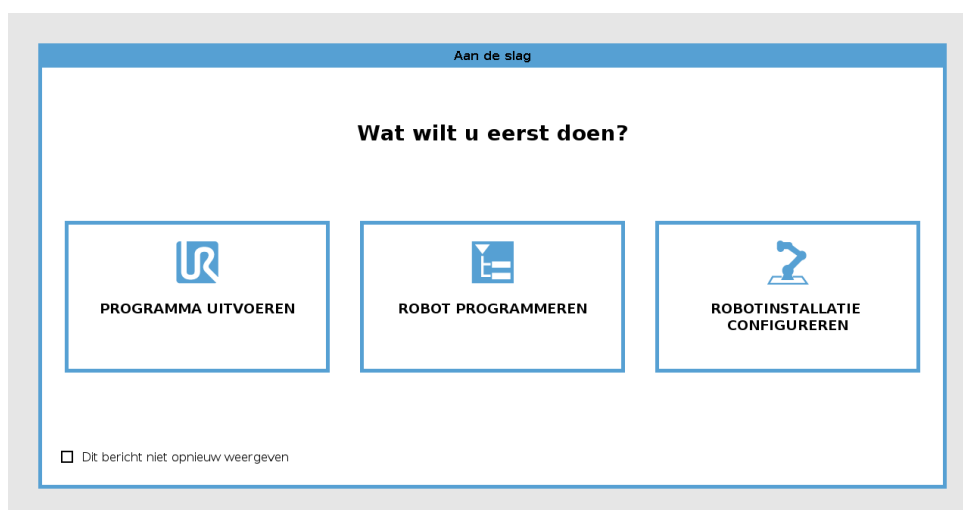 Aan de slag
Wat wilt u eerst doen?
PROGRAMMA UITVOEREN
ROBOT PROGRAMMEREN
ROBOTINSTALLATIE
CONFIGUREREN
Dit bericht niet opnieuw weergeven